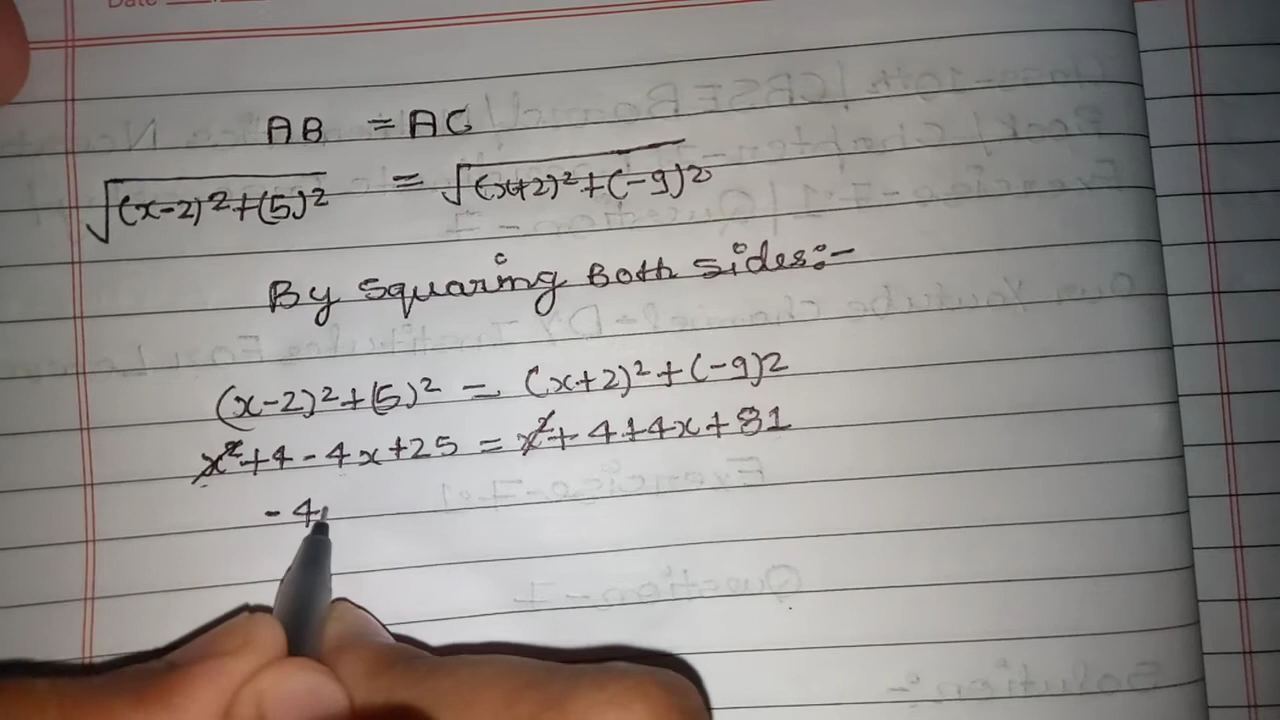 Date
AB = AC
√(x-2)²+(5)² = √(x+2)²+(-9)²
By squaring Both sides:-
(x-2)²+(5)² = (x+2)²+(-9)2
x²+4-4x+25 = x²+4+4x+81
-4